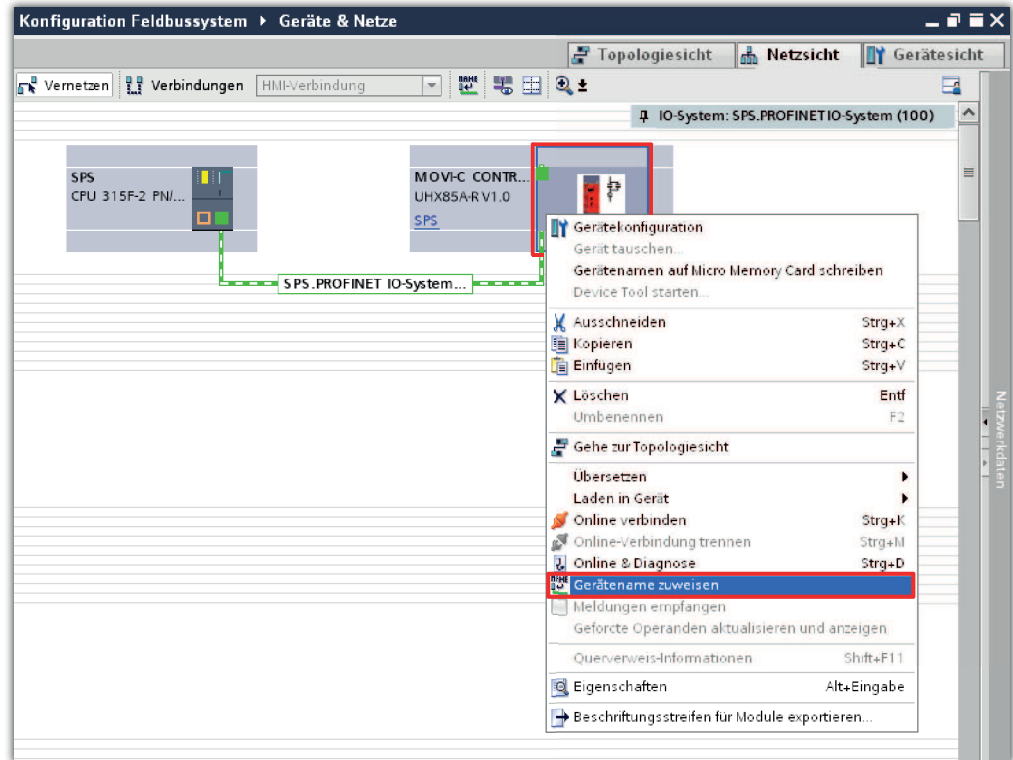 Konfiguration Feldbussystem ▸ Geräte & Netze
Topologiesicht Netzsicht Gerätesicht
Vernetzen Verbindungen HMI-Verbindung
IO-System: SPS.PROFINET IO-System (100)
SPS
CPU 315F-2 PN/...
MOVI-C CONTR...
UHX85A-R V1.0
SPS
SPS.PROFINET IO-System...
Gerätekonfiguration
Gerät tauschen...
Gerätenamen auf Micro Memory Card schreiben
Device Tool starten...
Ausschneiden Strg+X
Kopieren Strg+C
Einfügen Strg+V
Löschen Entf
Umbenennen F2
Gehe zur Topologiesicht
Übersetzen
Laden in Gerät
Online verbinden Strg+K
Online-Verbindung trennen Strg+M
Online & Diagnose Strg+D
Gerätename zuweisen
Meldungen empfangen
Geforcte Operanden aktualisieren und anzeigen
Querverweis-Informationen Shift+F11
Eigenschaften Alt+Eingabe
Beschriftungsstreifen für Module exportieren...
Netzwerkdaten